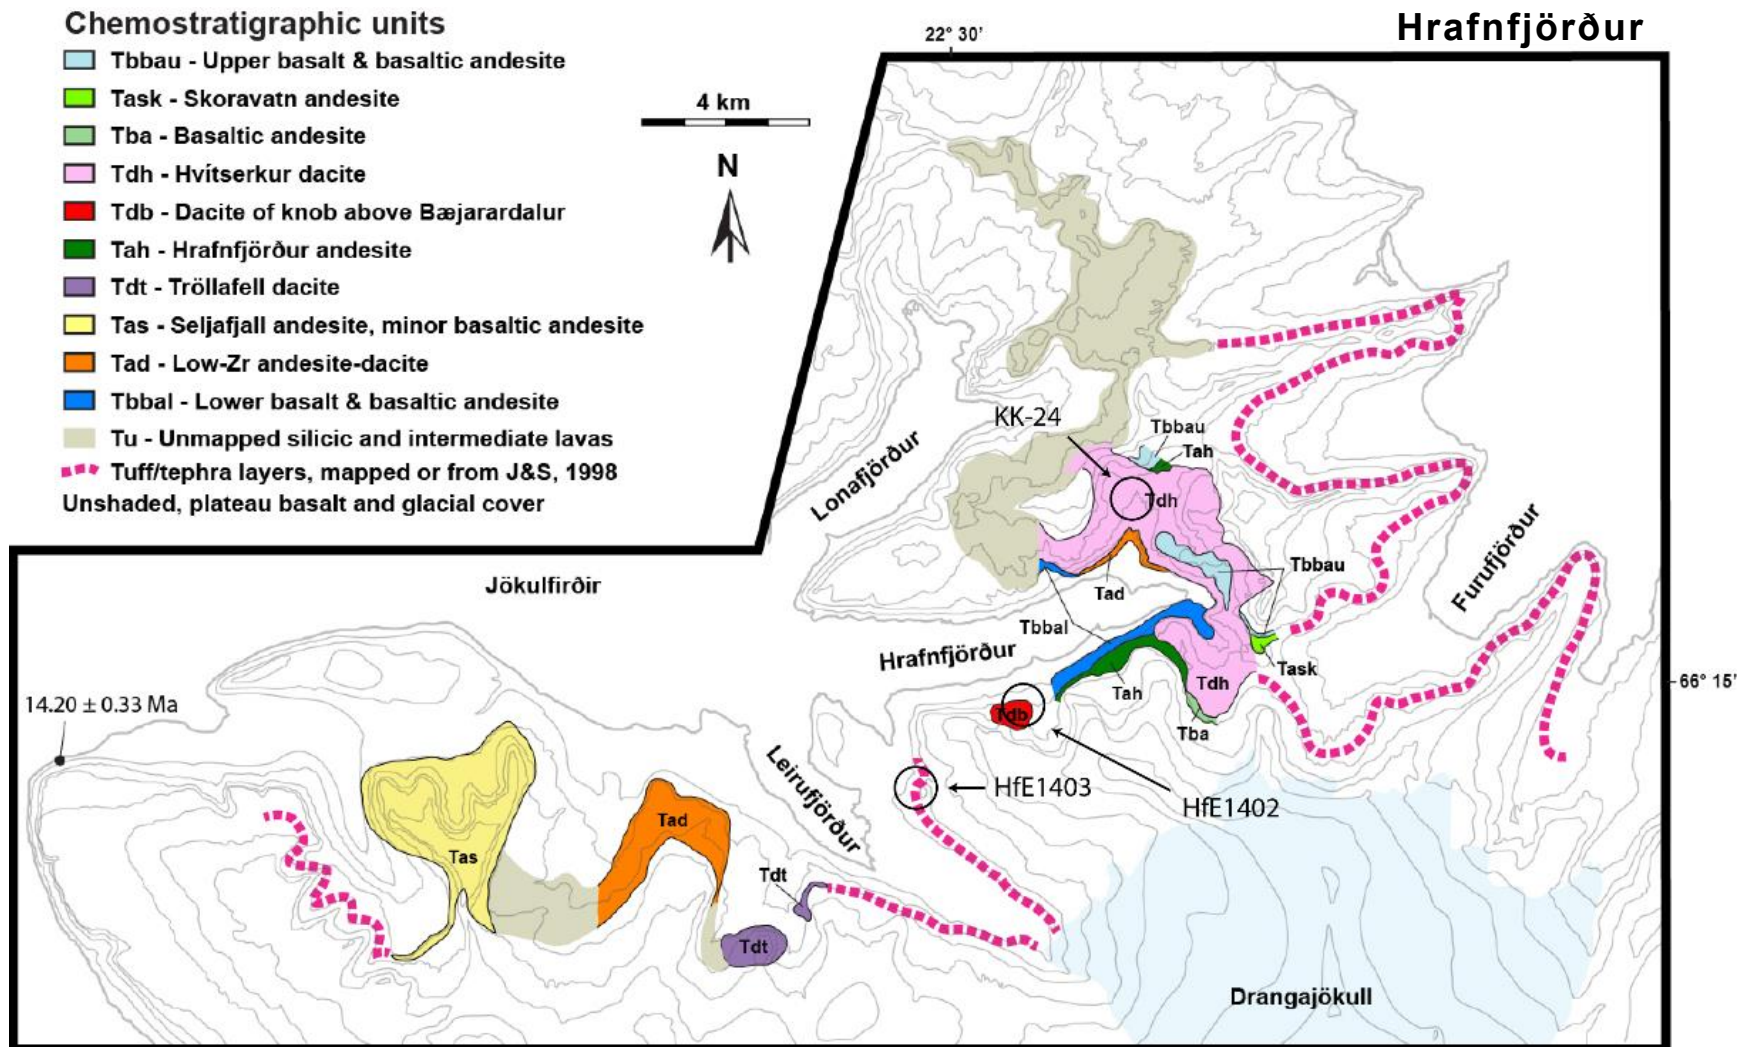 Hrafnfjörður
Chemostratigraphic units
Tbbau - Upper basalt & basaltic andesite
Task - Skoravatn andesite
Tba - Basaltic andesite
Tdh - Hvítserkur dacite
Tdb - Dacite of knob above Bæjarardalur
Tah - Hrafnfjörður andesite
Tdt - Tröllafell dacite
Tas - Seljafjall andesite, minor basaltic andesite
Tad - Low-Zr andesite-dacite
Tbbal - Lower basalt & basaltic andesite
Tu - Unmapped silicic and intermediate lavas
Tuff/tephra layers, mapped or from J&S, 1998
Unshaded, plateau basalt and glacial cover
22° 30'
4 km
N
KK-24
Tbbau
Tah
Lonafjörður
Tdh
Furufjörður
Tbbau
Jökulfirðir
Tad
Tbbal
Hrafnfjörður
Task
Tah
Tdh
66° 15'
14.20 ± 0.33 Ma
Tdb
Tba
Leirufjörður
HfE1403
HfE1402
Tad
Tas
Tdt
Tdt
Drangajökull